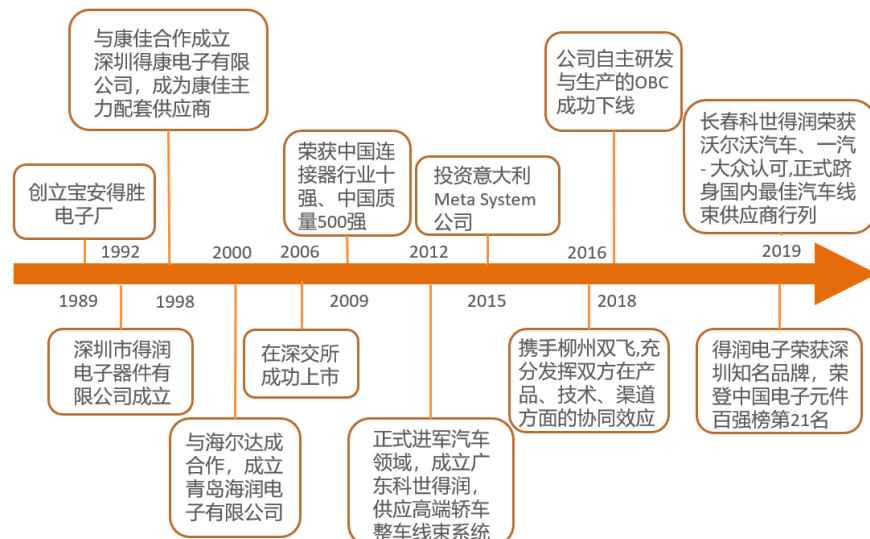 与康佳合作成立
深圳得康电子有限
公司，成为康佳主
力配套供应商
公司自主研发
与生产的OBC
成功下线
长春科世得润荣获
沃尔沃汽车、一汽
- 大众认可,正式跻
身国内最佳汽车线
束供应商行列
荣获中国连
接器行业十
强、中国质
量500强
投资意大利
Meta System
公司
创立宝安得胜
电子厂
1992
2000
2006
2012
2016
2019
1989
1998
2009
2015
2018
深圳市得润
电子器件有
限公司成立
在深交所
成功上市
携手柳州双飞,充
分发挥双方在产
品、技术、渠道
方面的协同效应
得润电子荣获深
圳知名品牌，荣
登中国电子元件
百强榜第21名
与海尔达成
合作，成立
青岛海润电
子有限公司
正式进军汽车
领域，成立广
东科世得润，
供应高端轿车
整车线束系统